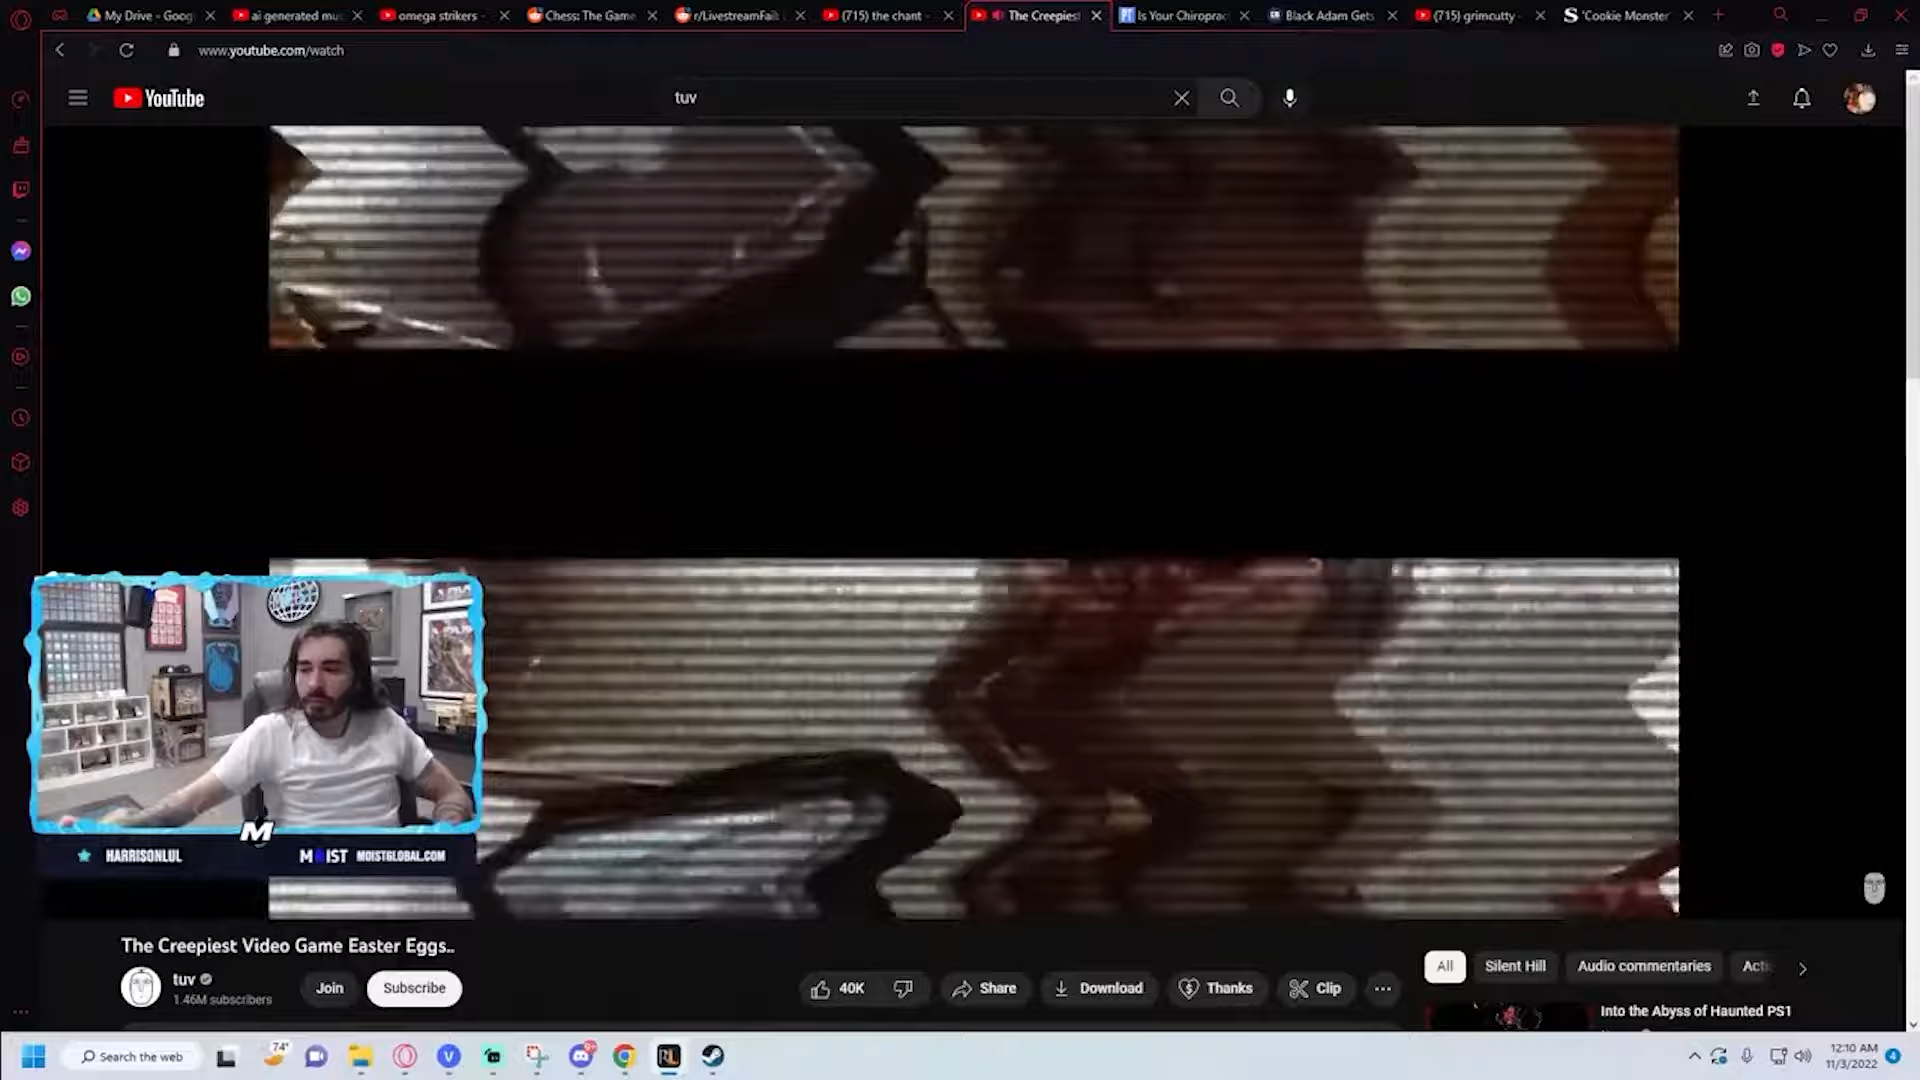 My Drive - Goog
ai generated mus
omega strikers -
Chess: The Game
r/LivestreamFails
(715) the chant -
The Creepiest
Is Your Chiroprac
Black Adam Gets
(715) grimcutty -
'Cookie Monster
www.youtube.com/watch
YouTube
tuv
HARRISONLUL
MOIST
MOISTGLOBAL.COM
The Creepiest Video Game Easter Eggs..
tuv
1.46M subscribers
Join
Subscribe
40K
Share
Download
Thanks
Clip
All
Silent Hill
Audio commentaries
Into the Abyss of Haunted PS1
Search the web
74°
12:10 AM
11/3/2022
4